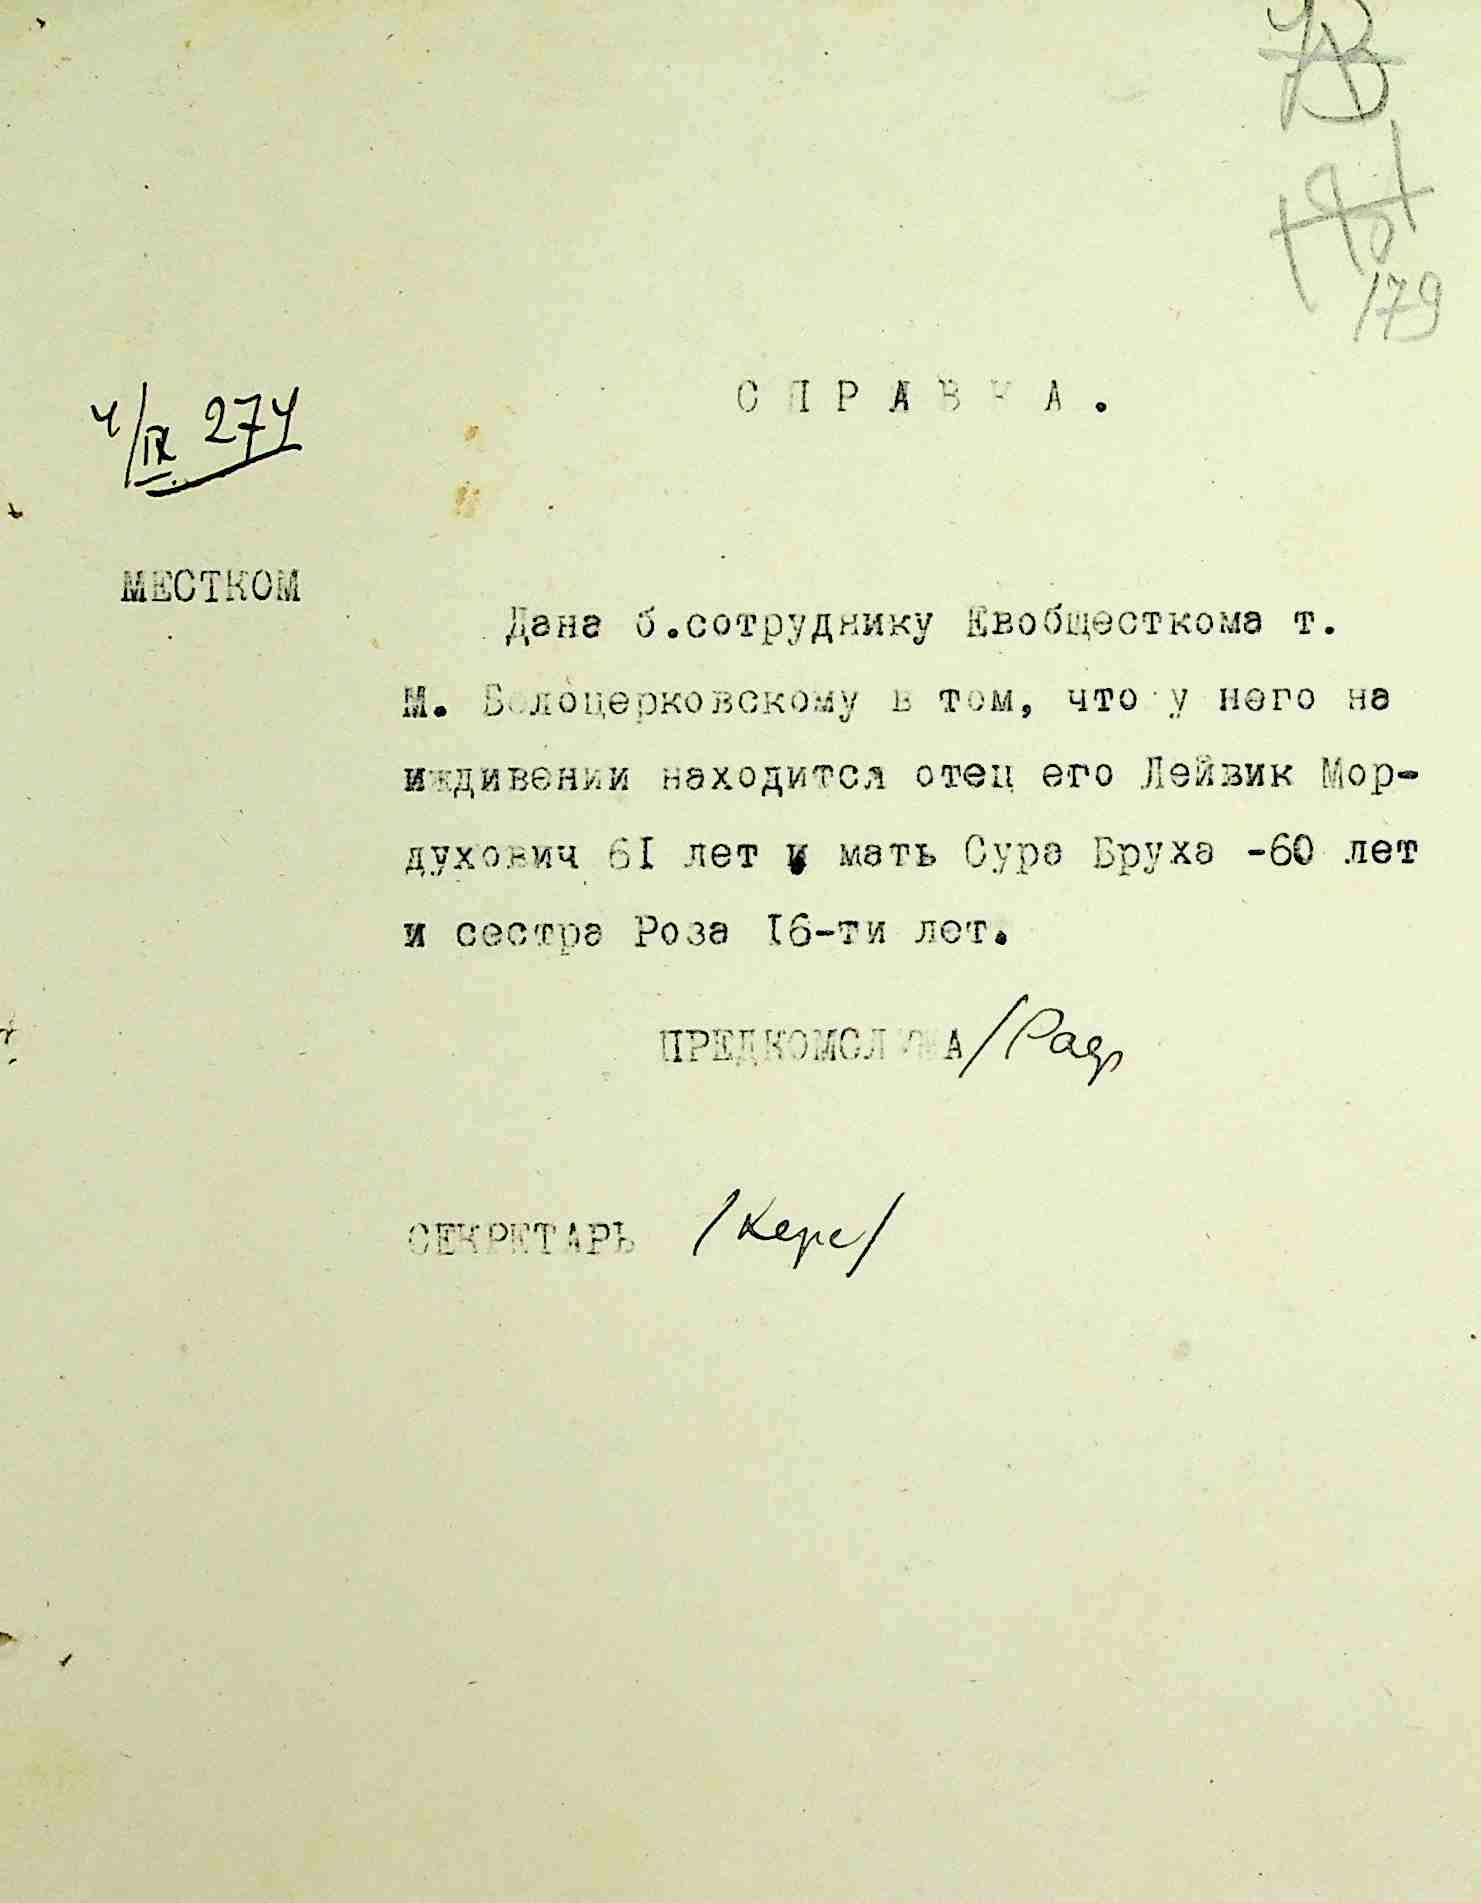 179
С П Р А В К А .
4/IX 274
МЕСТКОМ
Дана б.сотруднику Евобщесткома т.
М. Белоцерковскому в том, что у него на
иждивении находится отец его Лейвик Мор-
духович 61 лет и мать Сура Бруха -60 лет
и сестра Роза 16-ти лет.
ПРЕДКОМСЛУЖА
СЕКРЕТАРЬ